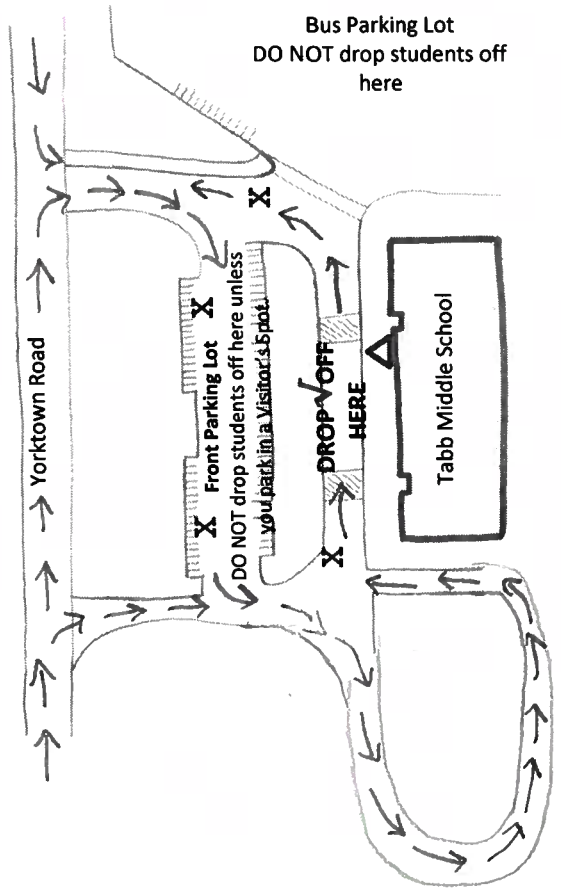 Bus Parking Lot
DO NOT drop students off
here
Yorktown Road
X
X
Front Parking Lot
X
DO NOT drop students off here unless
you park in a Visitor's Spot.
DROP √ OFF
HERE
X
Tabb Middle School